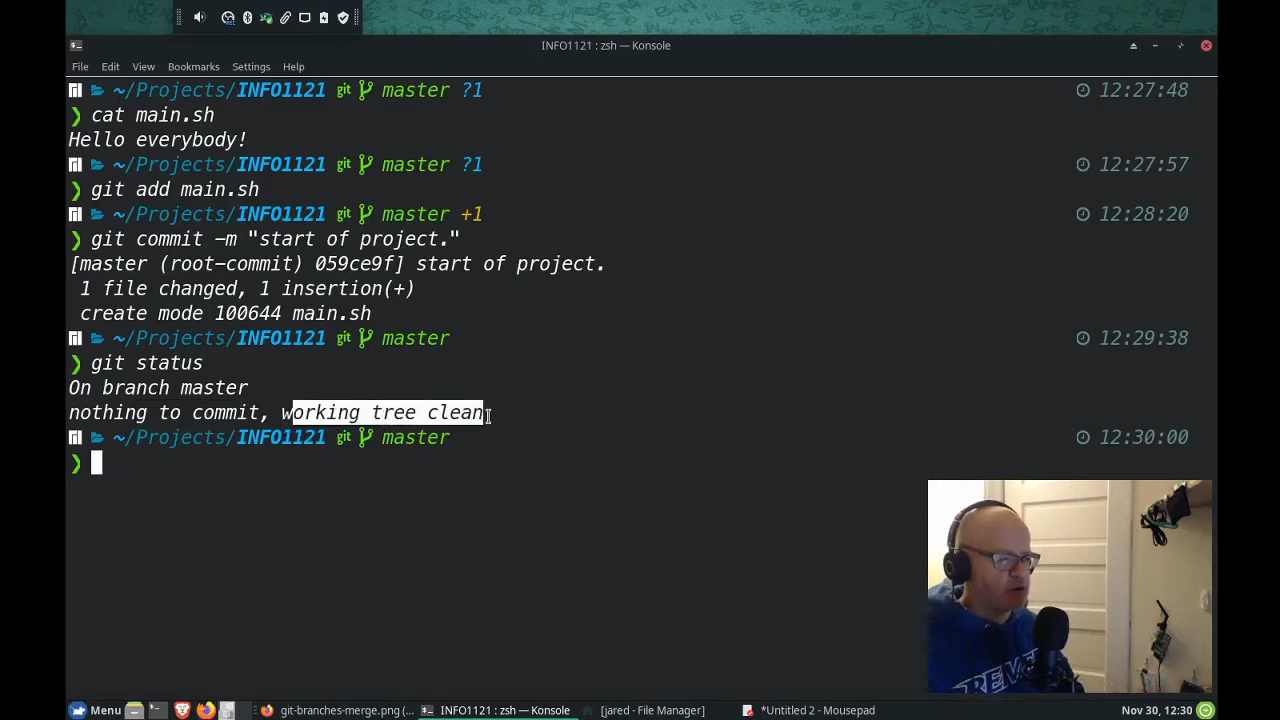 INFO1121 : zsh — Konsole
File Edit View Bookmarks Settings Help
~/Projects/INFO1121 git master ?1 12:27:48
❯ cat main.sh
Hello everybody!
~/Projects/INFO1121 git master ?1 12:27:57
❯ git add main.sh
~/Projects/INFO1121 git master +1 12:28:20
❯ git commit -m "start of project."
[master (root-commit) 059ce9f] start of project.
1 file changed, 1 insertion(+)
create mode 100644 main.sh
~/Projects/INFO1121 git master 12:29:38
❯ git status
On branch master
nothing to commit, working tree clean
~/Projects/INFO1121 git master 12:30:00
❯
Menu git-branches-merge.png (... INFO1121 : zsh — Konsole [jared - File Manager] *Untitled 2 - Mousepad Nov 30, 12:30